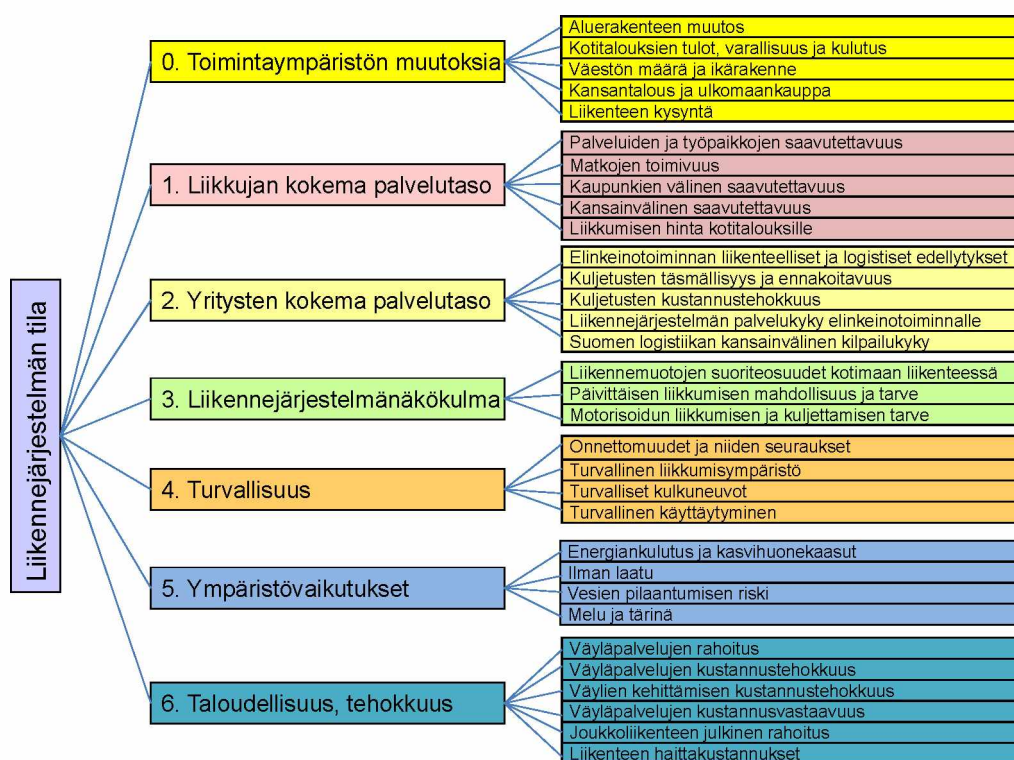 Liikennejärjestelmän tila
0. Toimintaympäristön muutoksia
Aluerakenteen muutos
Kotitalouksien tulot, varallisuus ja kulutus
Väestön määrä ja ikärakenne
Kansantalous ja ulkomaankauppa
Liikenteen kysyntä
1. Liikkujan kokema palvelutaso
Palveluiden ja työpaikkojen saavutettavuus
Matkojen toimivuus
Kaupunkien välinen saavutettavuus
Kansainvälinen saavutettavuus
Liikkumisen hinta kotitalouksille
2. Yritysten kokema palvelutaso
Elinkeinotoiminnan liikenteelliset ja logistiset edellytykset
Kuljetusten täsmällisyys ja ennakoitavuus
Kuljetusten kustannustehokkuus
Liikennejärjestelmän palvelukyky elinkeinotoiminnalle
Suomen logistiikan kansainvälinen kilpailukyky
3. Liikennejärjestelmänäkökulma
Liikennemuotojen suoriteosuudet kotimaan liikenteessä
Päivittäisen liikkumisen mahdollisuus ja tarve
Motorisoidun liikkumisen ja kuljettamisen tarve
4. Turvallisuus
Onnettomuudet ja niiden seuraukset
Turvallinen liikkumisympäristö
Turvalliset kulkuneuvot
Turvallinen käyttäytyminen
5. Ympäristövaikutukset
Energiankulutus ja kasvihuonekaasut
Ilman laatu
Vesien pilaantumisen riski
Melu ja tärinä
6. Taloudellisuus, tehokkuus
Väyläpalvelujen rahoitus
Väyläpalvelujen kustannustehokkuus
Väylien kehittämisen kustannustehokkuus
Väyläpalvelujen kustannusvastaavuus
Joukkoliikenteen julkinen rahoitus
Liikenteen haittakustannukset